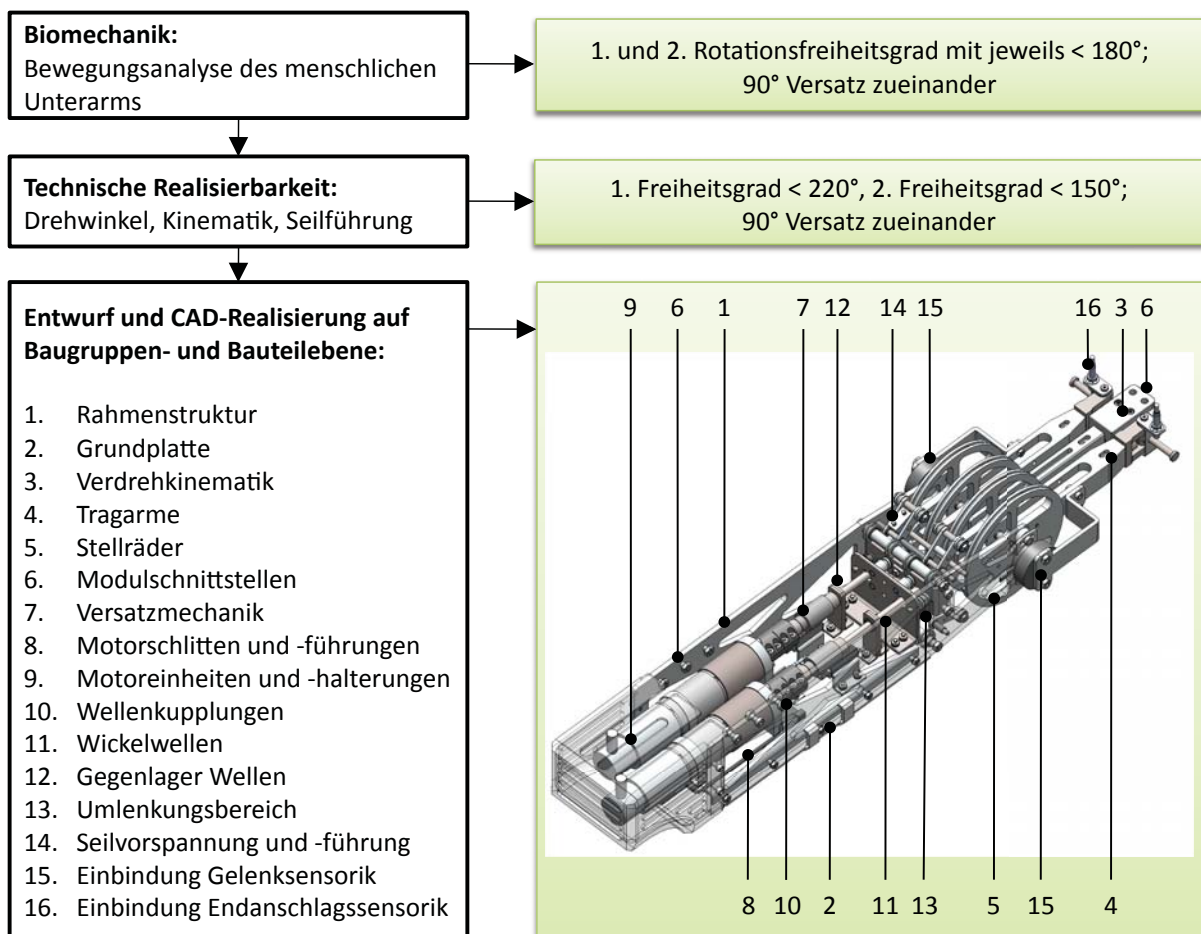 Biomechanik:
Bewegungsanalyse des menschlichen
Unterarms
1. und 2. Rotationsfreiheitsgrad mit jeweils < 180°;
90° Versatz zueinander
Technische Realisierbarkeit:
Drehwinkel, Kinematik, Seilführung
1. Freiheitsgrad < 220°, 2. Freiheitsgrad < 150°;
90° Versatz zueinander
Entwurf und CAD-Realisierung auf
Baugruppen- und Bauteilebene:
1. Rahmenstruktur
2. Grundplatte
3. Verdrehkinematik
4. Tragarme
5. Stellräder
6. Modulschnittstellen
7. Versatzmechanik
8. Motorschlitten und -führungen
9. Motoreinheiten und -halterungen
10. Wellenkupplungen
11. Wickelwellen
12. Gegenlager Wellen
13. Umlenkungsbereich
14. Seilvorspannung und -führung
15. Einbindung Gelenksensorik
16. Einbindung Endanschlagssensorik
9 6 1 7 12 14 15 16 3 6
8 10 2 11 13 5 15 4